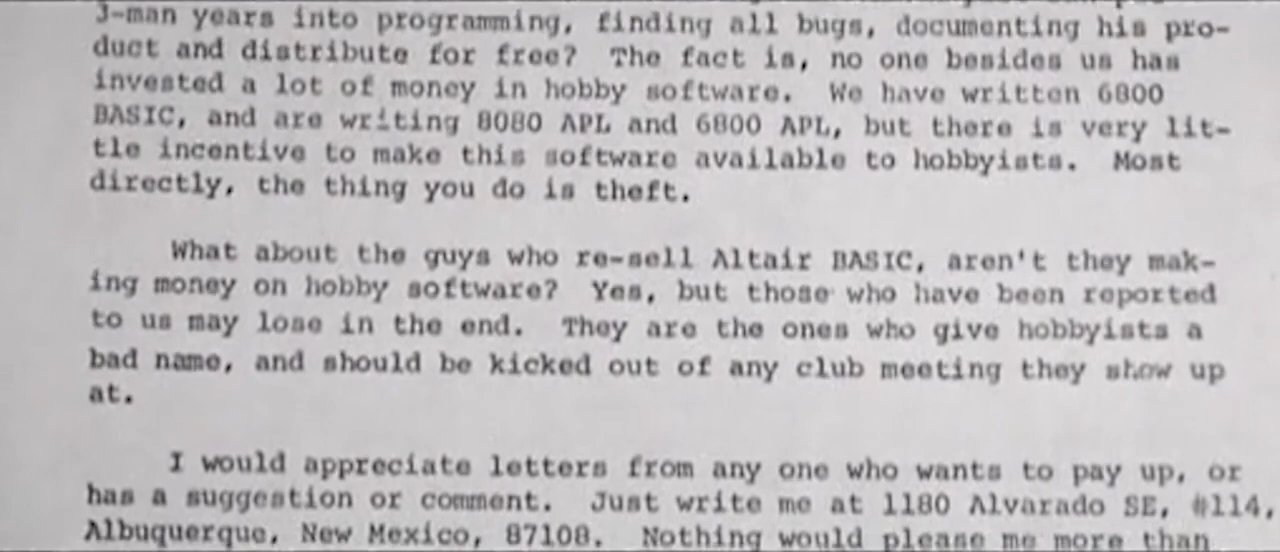 3-man years into programming, finding all bugs, documenting his pro-
duct and distribute for free?  The fact is, no one besides us has
invested a lot of money in hobby software.  We have written 6800
BASIC, and are writing 8080 APL and 6800 APL, but there is very lit-
tle incentive to make this software available to hobbyists.  Most
directly, the thing you do is theft.
What about the guys who re-sell Altair BASIC, aren't they mak-
ing money on hobby software?  Yes, but those who have been reported
to us may lose in the end.  They are the ones who give hobbyists a
bad name, and should be kicked out of any club meeting they show up
at.
I would appreciate letters from any one who wants to pay up, or
has a suggestion or comment.  Just write me at 1180 Alvarado SE, #114,
Albuquerque, New Mexico, 87108.  Nothing would please me more than